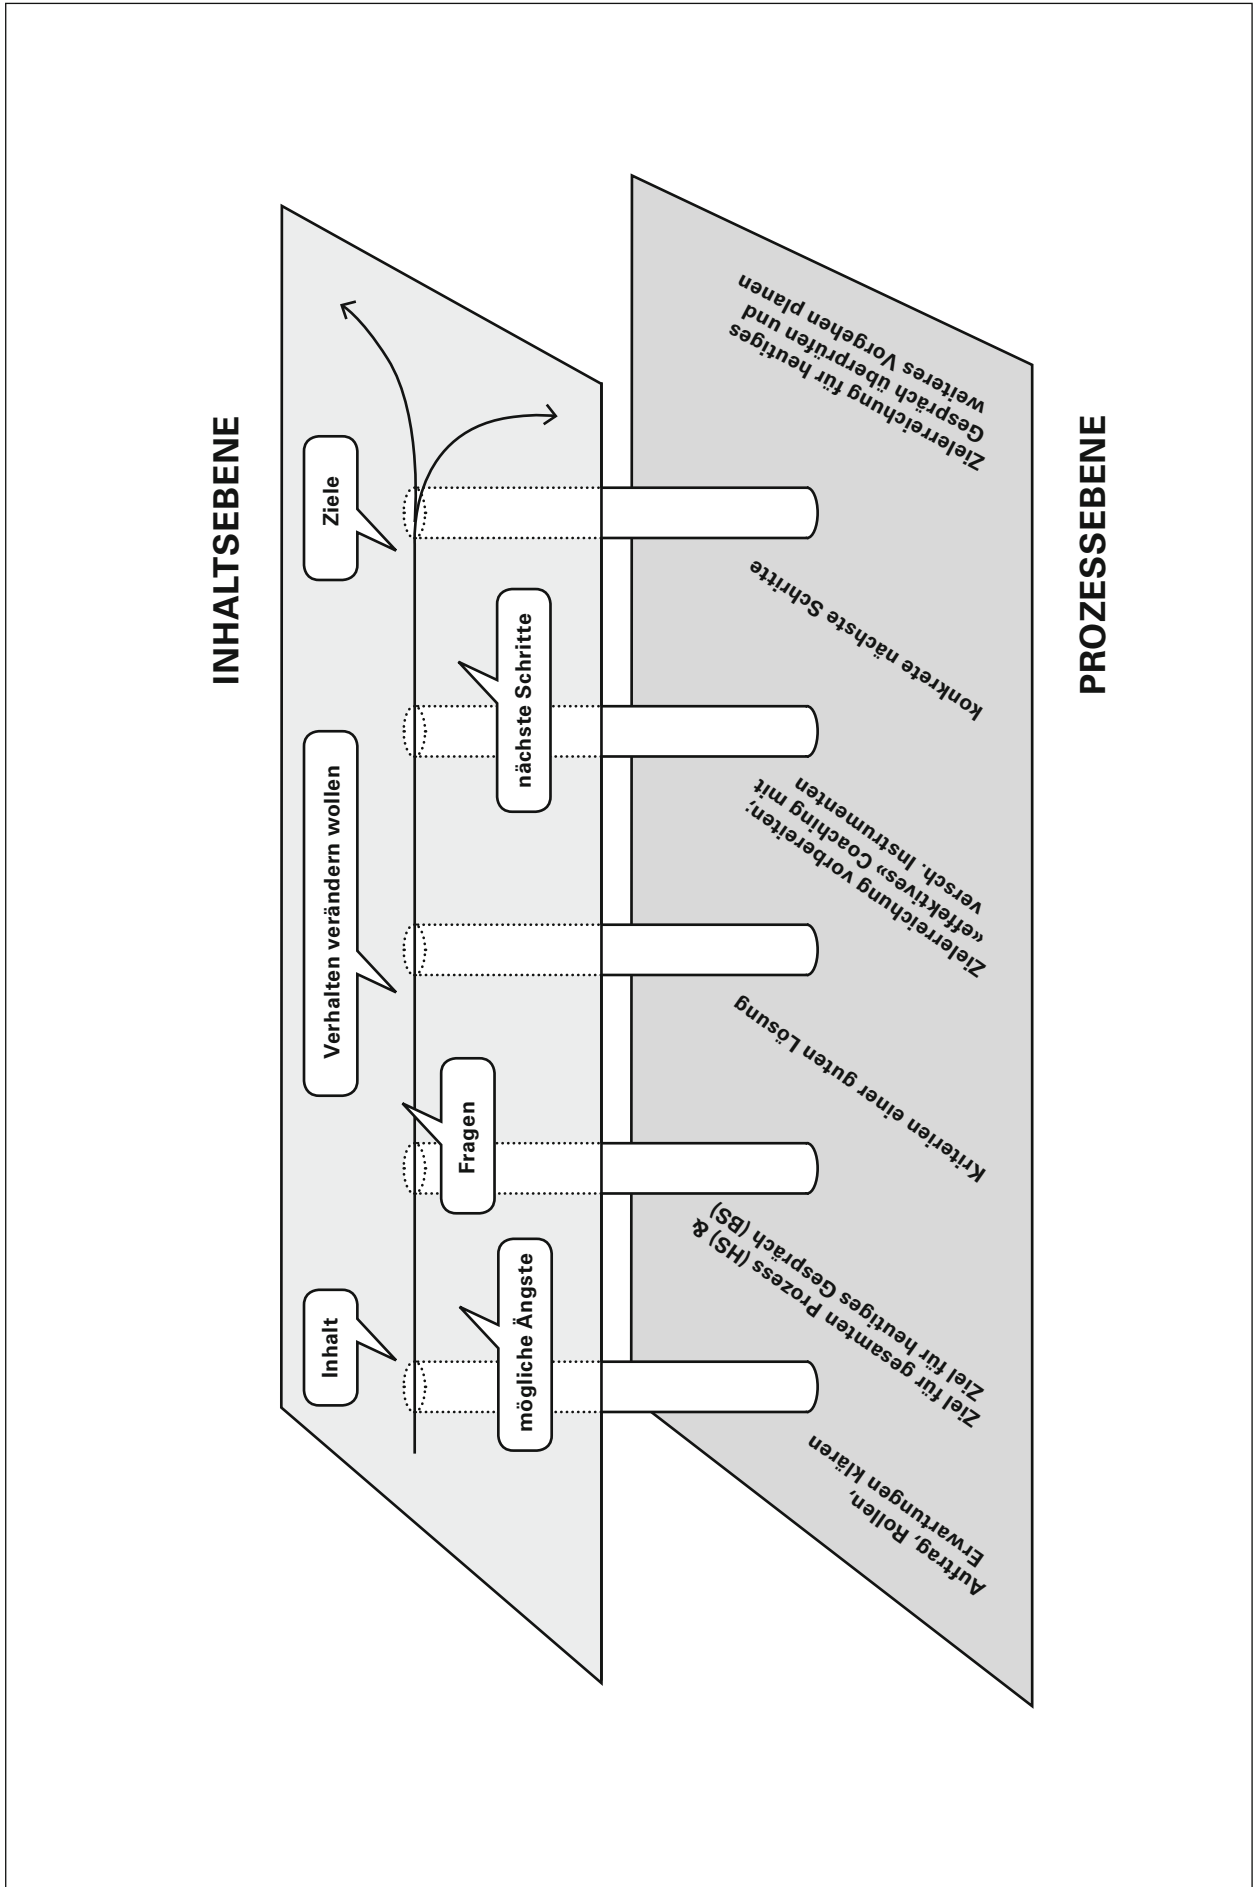 INHALTSEBENE
Inhalt
mögliche Ängste
Fragen
Verhalten verändern wollen
nächste Schritte
Ziele
Auftrag, Rollen,
Erwartungen klären
Ziel für gesamten Prozess (HS) &
Ziel für heutiges Gespräch (BS)
Kriterien einer guten Lösung
Zielerreichung vorbereiten;
«effektives» Coaching mit
versch. Instrumenten
konkrete nächste Schritte
Zielerreichung für heutiges
Gespräch überprüfen und
weiteres Vorgehen planen
PROZESSEBENE